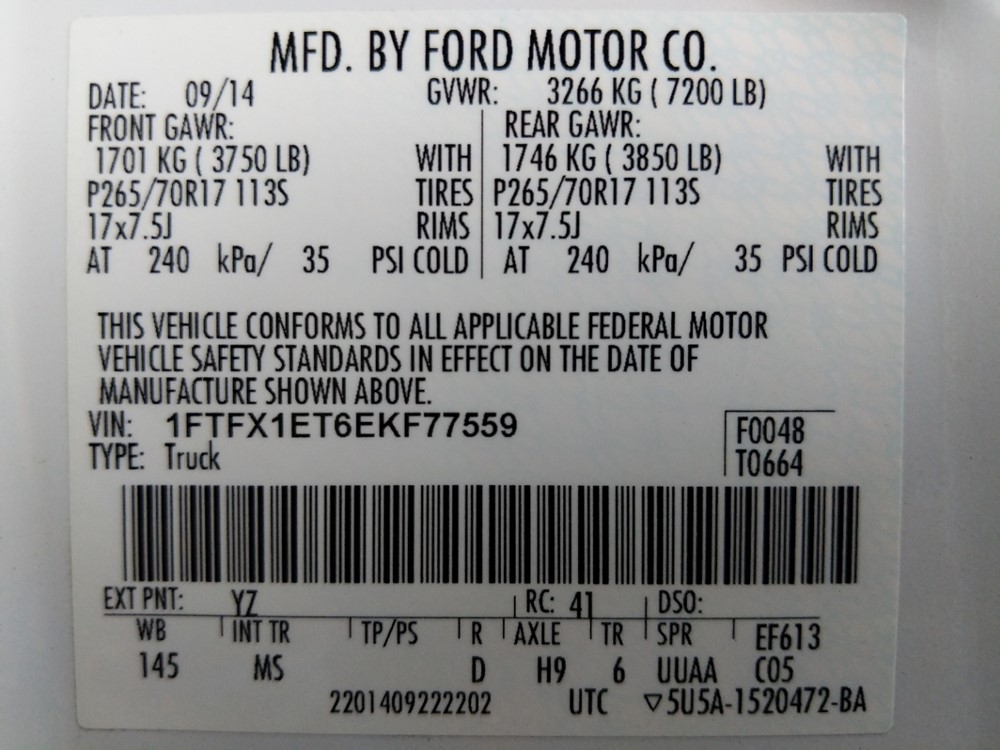 MFD. BY FORD MOTOR CO.
DATE: 09/14 GVWR: 3266 KG ( 7200 LB)
FRONT GAWR: REAR GAWR:
1701 KG ( 3750 LB) WITH 1746 KG ( 3850 LB) WITH
P265/70R17 113S TIRES P265/70R17 113S TIRES
17x7.5J RIMS 17x7.5J RIMS
AT 240 kPa/ 35 PSI COLD AT 240 kPa/ 35 PSI COLD
THIS VEHICLE CONFORMS TO ALL APPLICABLE FEDERAL MOTOR
VEHICLE SAFETY STANDARDS IN EFFECT ON THE DATE OF
MANUFACTURE SHOWN ABOVE.
VIN: 1FTFX1ET6EKF77559 F0048
TYPE: Truck T0664
EXT PNT: YZ RC: 41 DSO:
WB INT TR TP/PS R AXLE TR SPR EF613
145 MS D H9 6 UUAA C05
2201409222202 UTC ▽5U5A-1520472-BA